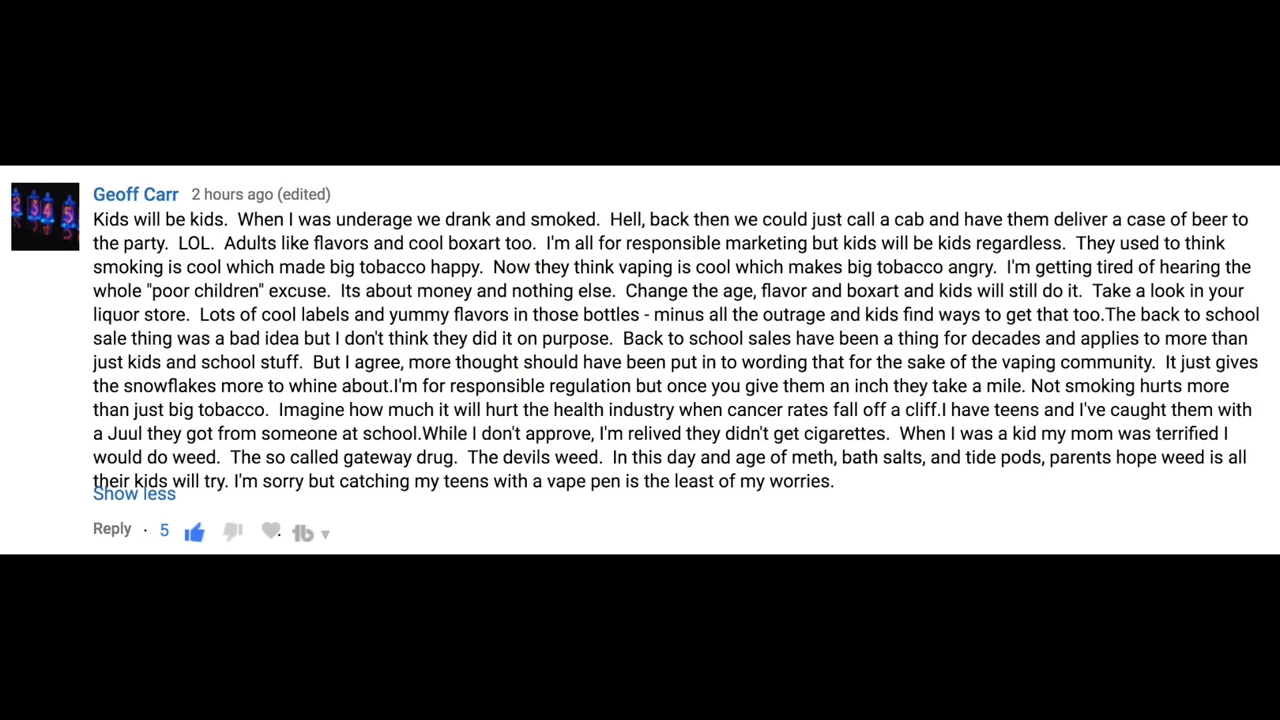 Geoff Carr 2 hours ago (edited)
Kids will be kids. When I was underage we drank and smoked. Hell, back then we could just call a cab and have them deliver a case of beer to
the party. LOL. Adults like flavors and cool boxart too. I'm all for responsible marketing but kids will be kids regardless. They used to think
smoking is cool which made big tobacco happy. Now they think vaping is cool which makes big tobacco angry. I'm getting tired of hearing the
whole "poor children" excuse. Its about money and nothing else. Change the age, flavor and boxart and kids will still do it. Take a look in your
liquor store. Lots of cool labels and yummy flavors in those bottles - minus all the outrage and kids find ways to get that too.The back to school
sale thing was a bad idea but I don't think they did it on purpose. Back to school sales have been a thing for decades and applies to more than
just kids and school stuff. But I agree, more thought should have been put in to wording that for the sake of the vaping community. It just gives
the snowflakes more to whine about.I'm for responsible regulation but once you give them an inch they take a mile. Not smoking hurts more
than just big tobacco. Imagine how much it will hurt the health industry when cancer rates fall off a cliff.I have teens and I've caught them with
a Juul they got from someone at school.While I don't approve, I'm relived they didn't get cigarettes. When I was a kid my mom was terrified I
would do weed. The so called gateway drug. The devils weed. In this day and age of meth, bath salts, and tide pods, parents hope weed is all
their kids will try. I'm sorry but catching my teens with a vape pen is the least of my worries.
Show less
Reply · 5
2 5 4 5